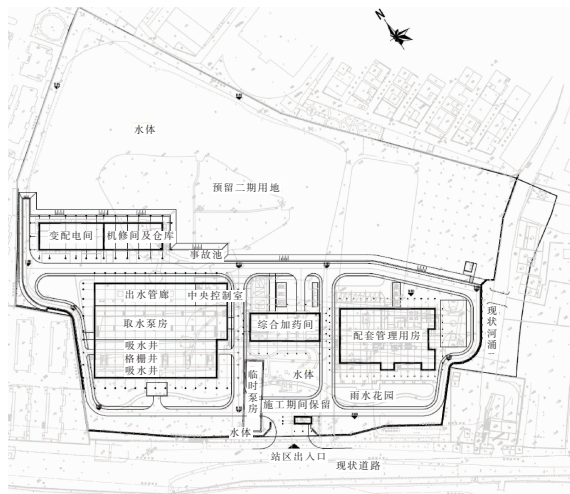 N
水体
预留二期用地
变配电间
机修间及仓库
事故池
出水管廊
中央控制室
取水泵房
综合加药间
配套管理用房
现状河涌
吸水井
格栅井
吸水井
临时泵房
水体
施工期间保留
雨水花园
水体
站区出入口
现状道路